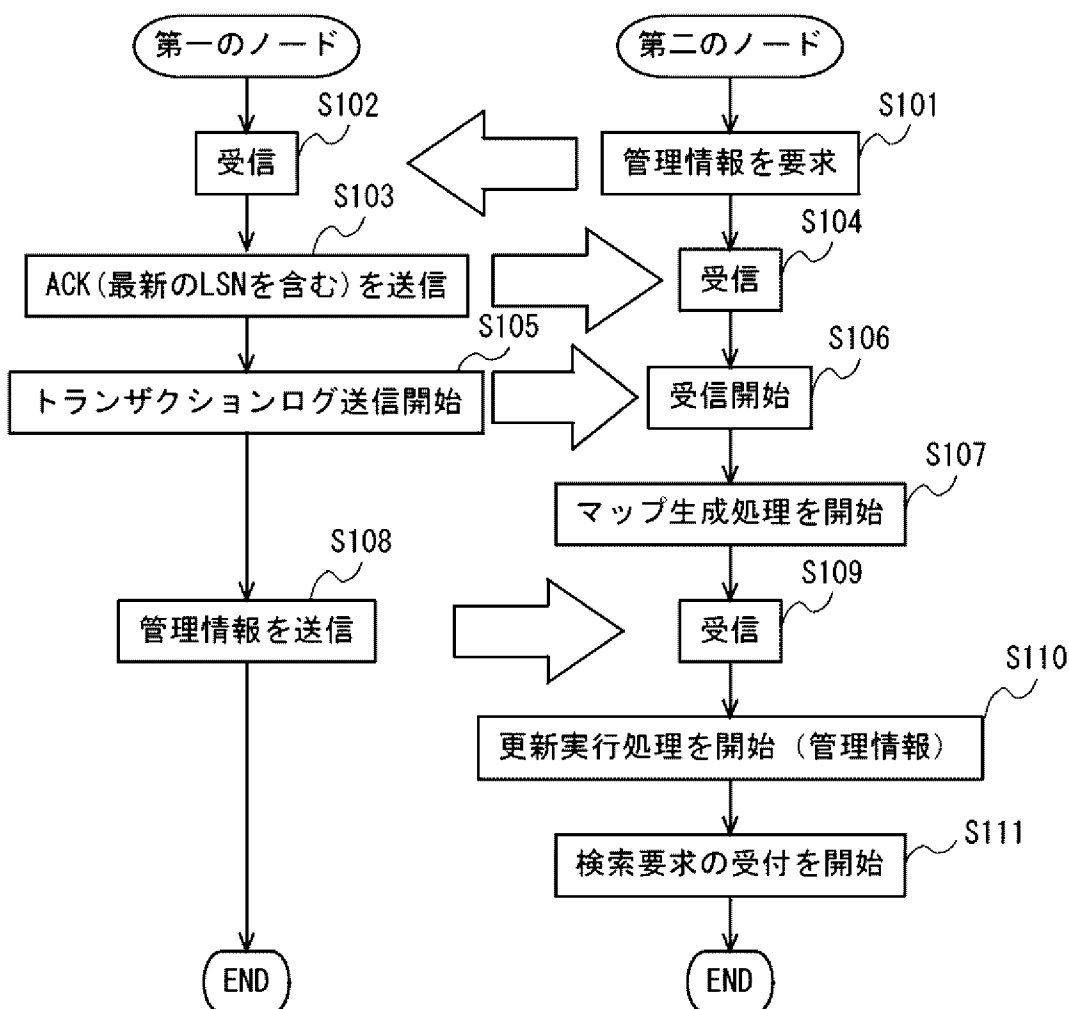 第一のノード
第二のノード
S102
S101
受信
管理情報を要求
S103
S104
ACK(最新のLSNを含む)を送信
受信
S105
S106
トランザクションログ送信開始
受信開始
S107
マップ生成処理を開始
S108
S109
管理情報を送信
受信
S110
更新実行処理を開始（管理情報）
S111
検索要求の受付を開始
END
END